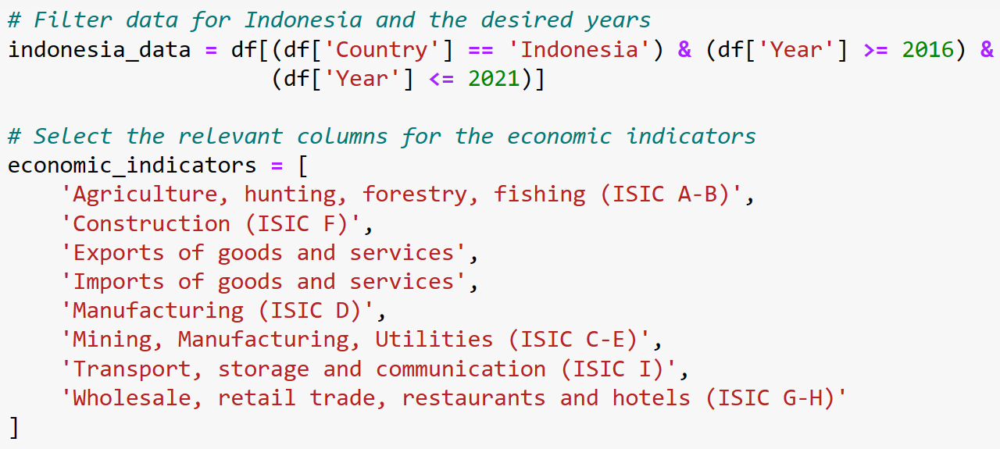 # Filter data for Indonesia and the desired years
indonesia_data = df[(df['Country'] == 'Indonesia') & (df['Year'] >= 2016) &
                    (df['Year'] <= 2021)]

# Select the relevant columns for the economic indicators
economic_indicators = [
    'Agriculture, hunting, forestry, fishing (ISIC A-B)',
    'Construction (ISIC F)',
    'Exports of goods and services',
    'Imports of goods and services',
    'Manufacturing (ISIC D)',
    'Mining, Manufacturing, Utilities (ISIC C-E)',
    'Transport, storage and communication (ISIC I)',
    'Wholesale, retail trade, restaurants and hotels (ISIC G-H)'
]